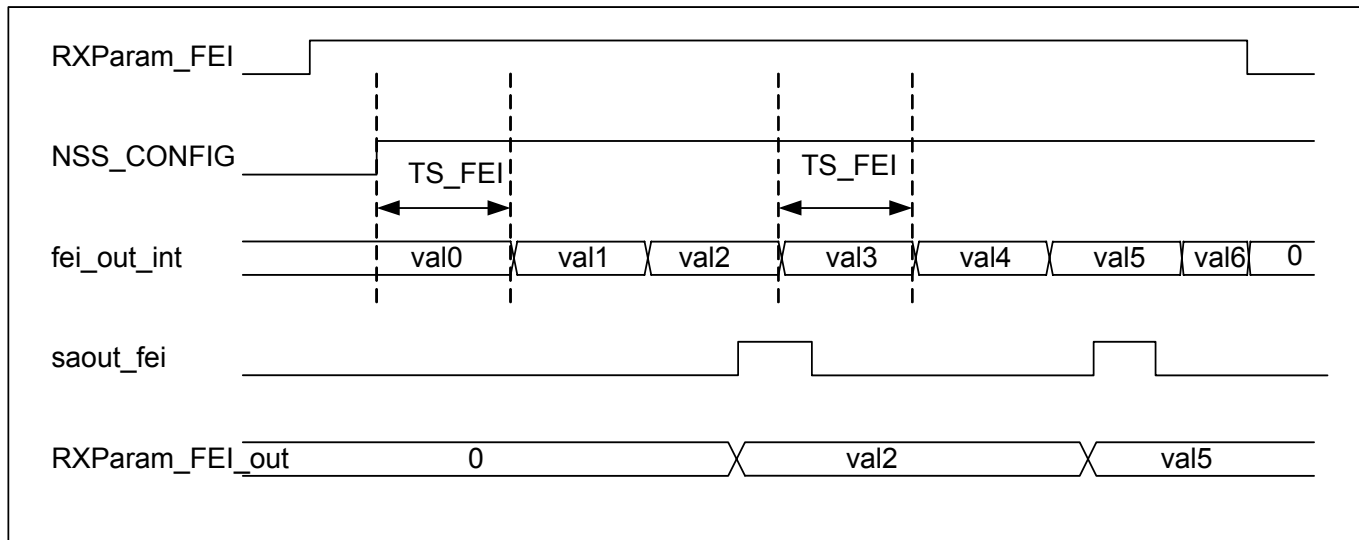 RXParam_FEI
NSS_CONFIG
TS_FEI
TS_FEI
fei_out_int
val0
val1
val2
val3
val4
val5
val6
0
saout_fei
RXParam_FEI_out
0
val2
val5